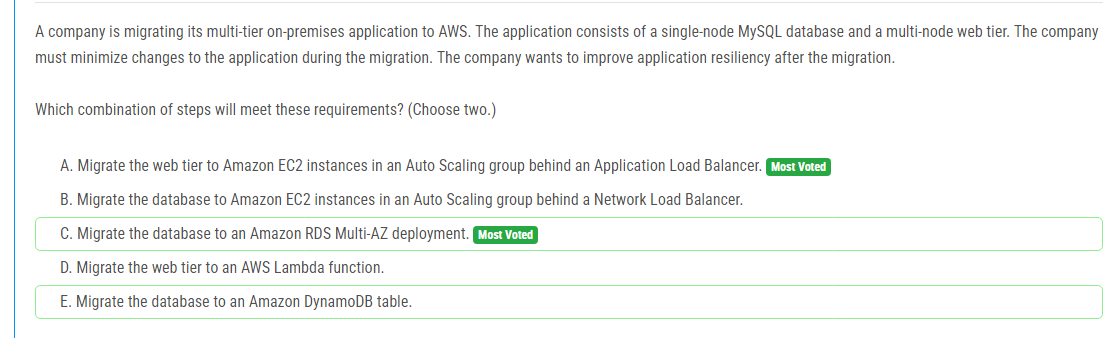 A company is migrating its multi-tier on-premises application to AWS. The application consists of a single-node MySQL database and a multi-node web tier. The company
must minimize changes to the application during the migration. The company wants to improve application resiliency after the migration.
Which combination of steps will meet these requirements? (Choose two.)
A. Migrate the web tier to Amazon EC2 instances in an Auto Scaling group behind an Application Load Balancer. Most Voted
B. Migrate the database to Amazon EC2 instances in an Auto Scaling group behind a Network Load Balancer.
C. Migrate the database to an Amazon RDS Multi-AZ deployment. Most Voted
D. Migrate the web tier to an AWS Lambda function.
E. Migrate the database to an Amazon DynamoDB table.